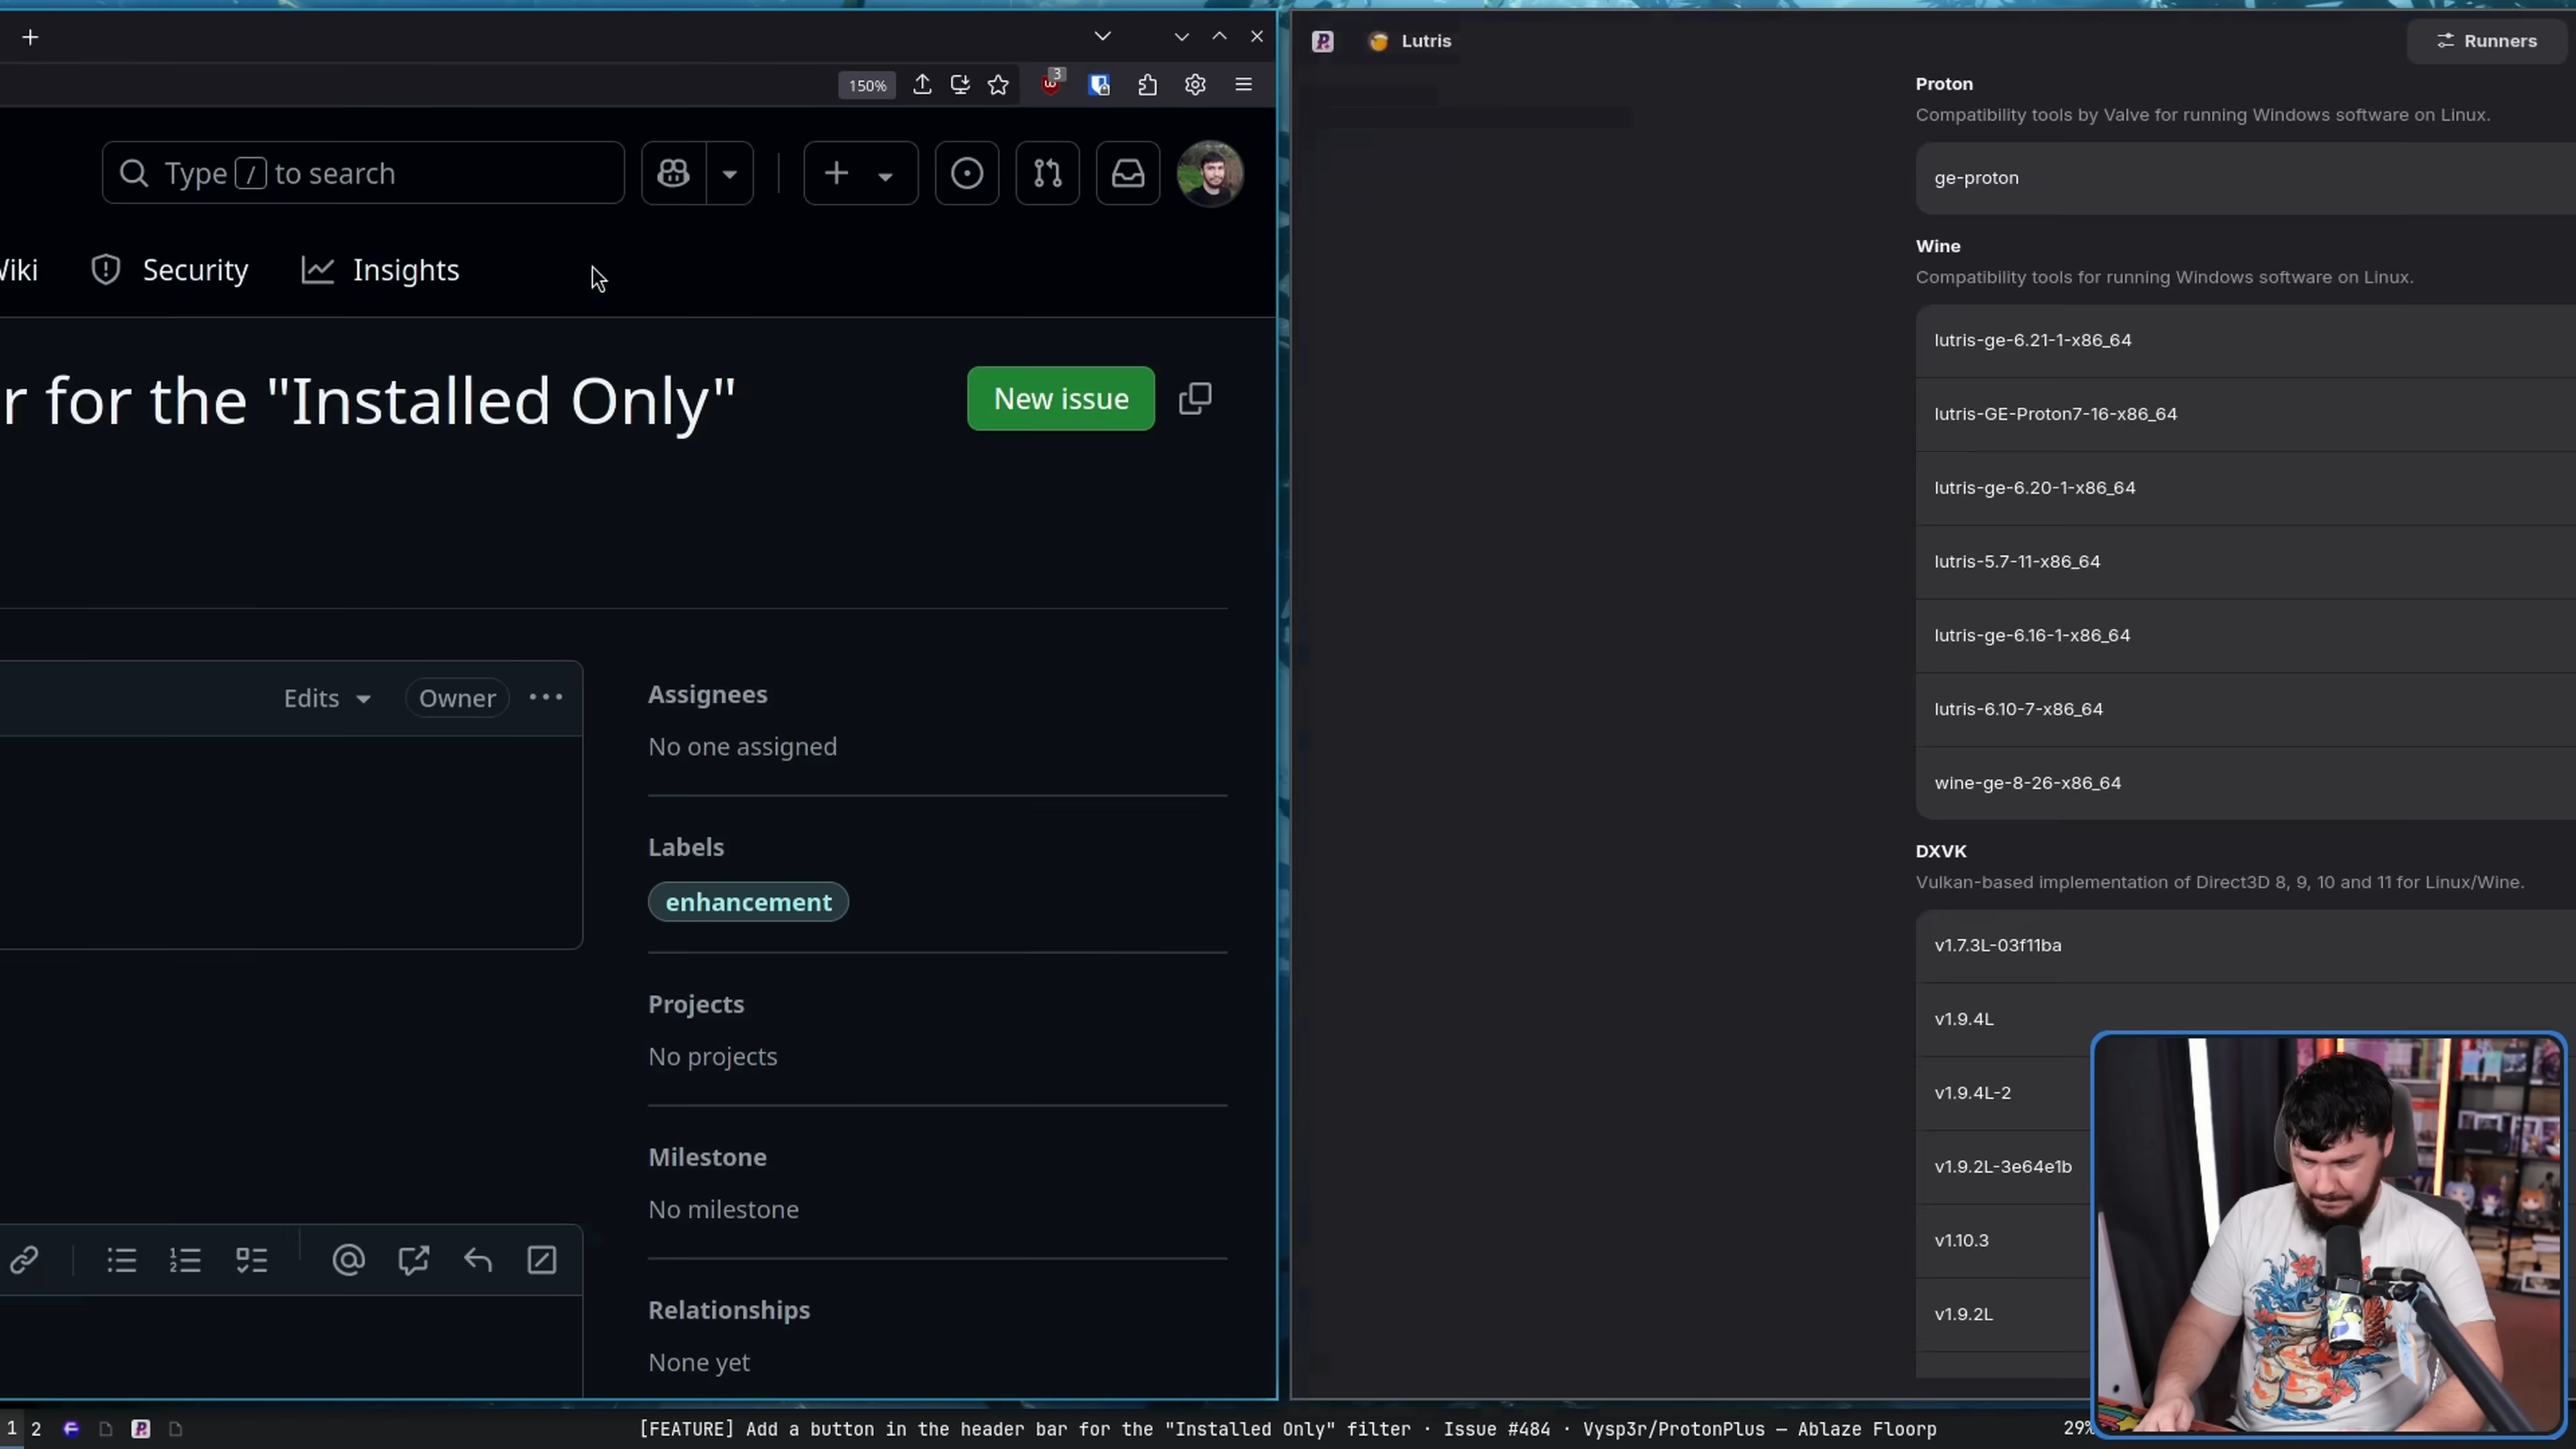 150%
3
Type / to search
Wiki
Security
Insights
r for the "Installed Only"
New issue
Edits
Owner
Assignees
No one assigned
Labels
enhancement
Projects
No projects
Milestone
No milestone
Relationships
None yet
Lutris
Runners
Proton
Compatibility tools by Valve for running Windows software on Linux.
ge-proton
Wine
Compatibility tools for running Windows software on Linux.
lutris-ge-6.21-1-x86_64
lutris-GE-Proton7-16-x86_64
lutris-ge-6.20-1-x86_64
lutris-5.7-11-x86_64
lutris-ge-6.16-1-x86_64
lutris-6.10-7-x86_64
wine-ge-8-26-x86_64
DXVK
Vulkan-based implementation of Direct3D 8, 9, 10 and 11 for Linux/Wine.
v1.7.3L-03f11ba
v1.9.4L
v1.9.4L-2
v1.9.2L-3e64e1b
v1.10.3
v1.9.2L
1 2
[FEATURE] Add a button in the header bar for the "Installed Only" filter · Issue #484 · Vysp3r/ProtonPlus — Ablaze Floorp
29%